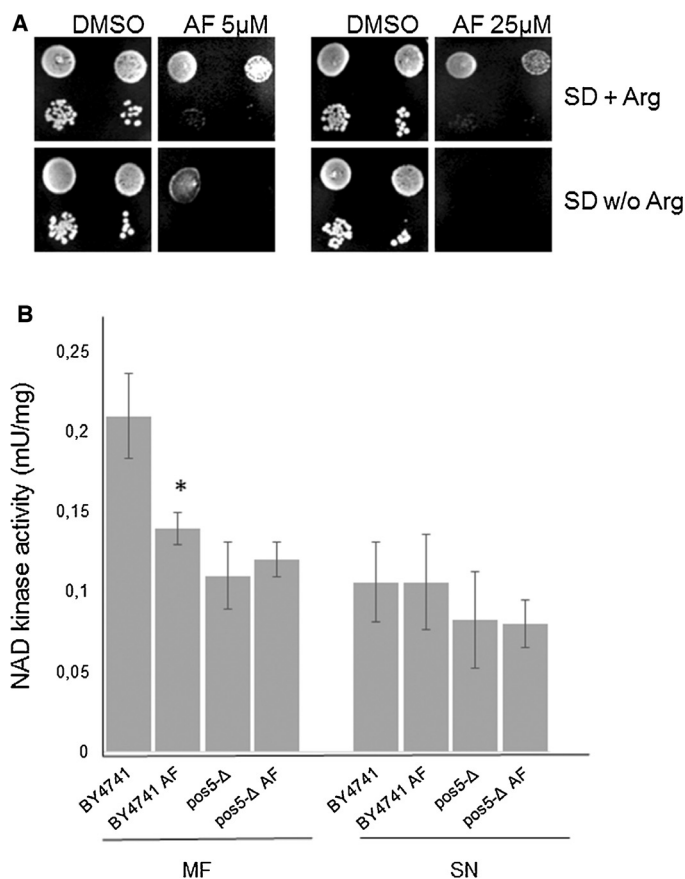 A
DMSO AF 5µM DMSO AF 25µM
SD + Arg
SD w/o Arg
B
NAD kinase activity (mU/mg)
0,25
0,2
0,15
0,1
0,05
0
*
BY4741
BY4741 AF
pos5-Δ
pos5-Δ AF
BY4741
BY4741 AF
pos5-Δ
pos5-Δ AF
MF SN